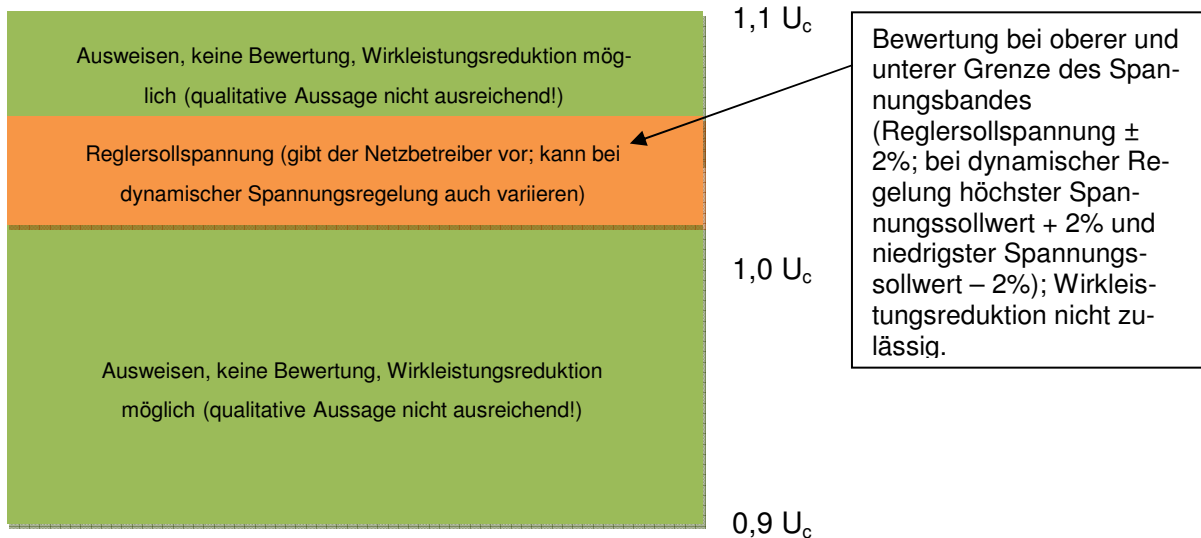 1,1 Uc
Ausweisen, keine Bewertung, Wirkleistungsreduktion mög-
lich (qualitative Aussage nicht ausreichend!)
Reglersollspannung (gibt der Netzbetreiber vor; kann bei
dynamischer Spannungsregelung auch variieren)
1,0 Uc
Ausweisen, keine Bewertung, Wirkleistungsreduktion
möglich (qualitative Aussage nicht ausreichend!)
0,9 Uc
Bewertung bei oberer und
unterer Grenze des Span-
nungsbandes
(Reglersollspannung ±
2%; bei dynamischer Re-
gelung höchster Span-
nungssollwert + 2% und
niedrigster Spannungs-
sollwert – 2%); Wirkleis-
tungsreduktion nicht zu-
lässig.